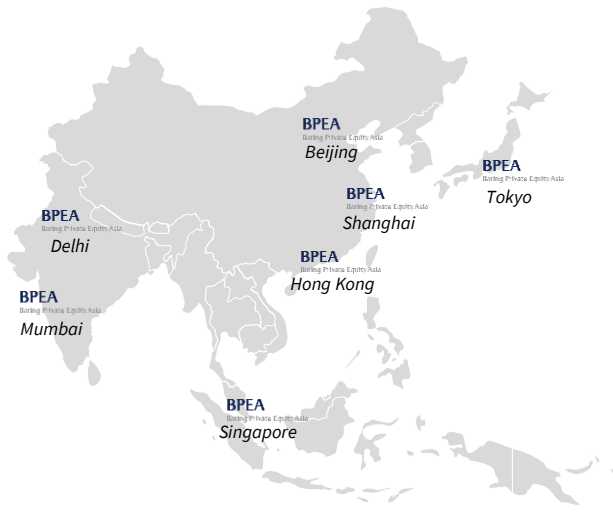 BPEA
Baring Private Equity Asia
Beijing
BPEA
Baring Private Equity Asia
Tokyo
BPEA
Baring Private Equity Asia
Shanghai
BPEA
Baring Private Equity Asia
Delhi
BPEA
Baring Private Equity Asia
Hong Kong
BPEA
Baring Private Equity Asia
Mumbai
BPEA
Baring Private Equity Asia
Singapore